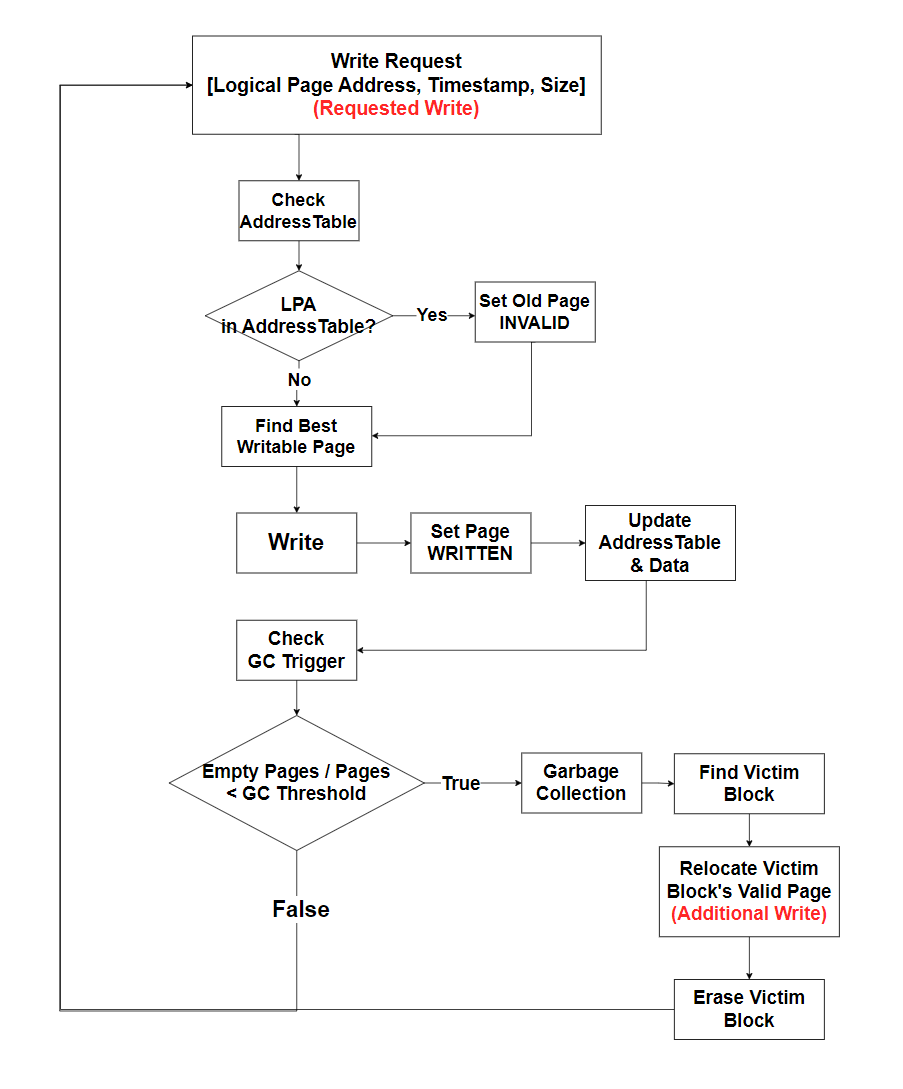 Write Request
[Logical Page Address, Timestamp, Size]
(Requested Write)
Check
AddressTable
LPA
in AddressTable?
Yes
Set Old Page
INVALID
No
Find Best
Writable Page
Write
Set Page
WRITTEN
Update
AddressTable
& Data
Check
GC Trigger
Empty Pages / Pages
< GC Threshold
True
Garbage
Collection
Find Victim
Block
Relocate Victim
Block's Valid Page
(Additional Write)
False
Erase Victim
Block